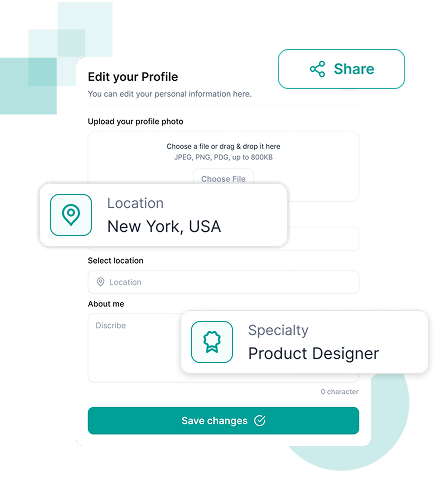 Share
Edit your Profile
You can edit your personal information here.
Upload your profile photo
Choose a file or drag & drop it here
JPEG, PNG, PDG, up to 800KB
Choose File
Location
New York, USA
Select location
Location
About me
Discribe
Specialty
Product Designer
0 character
Save changes